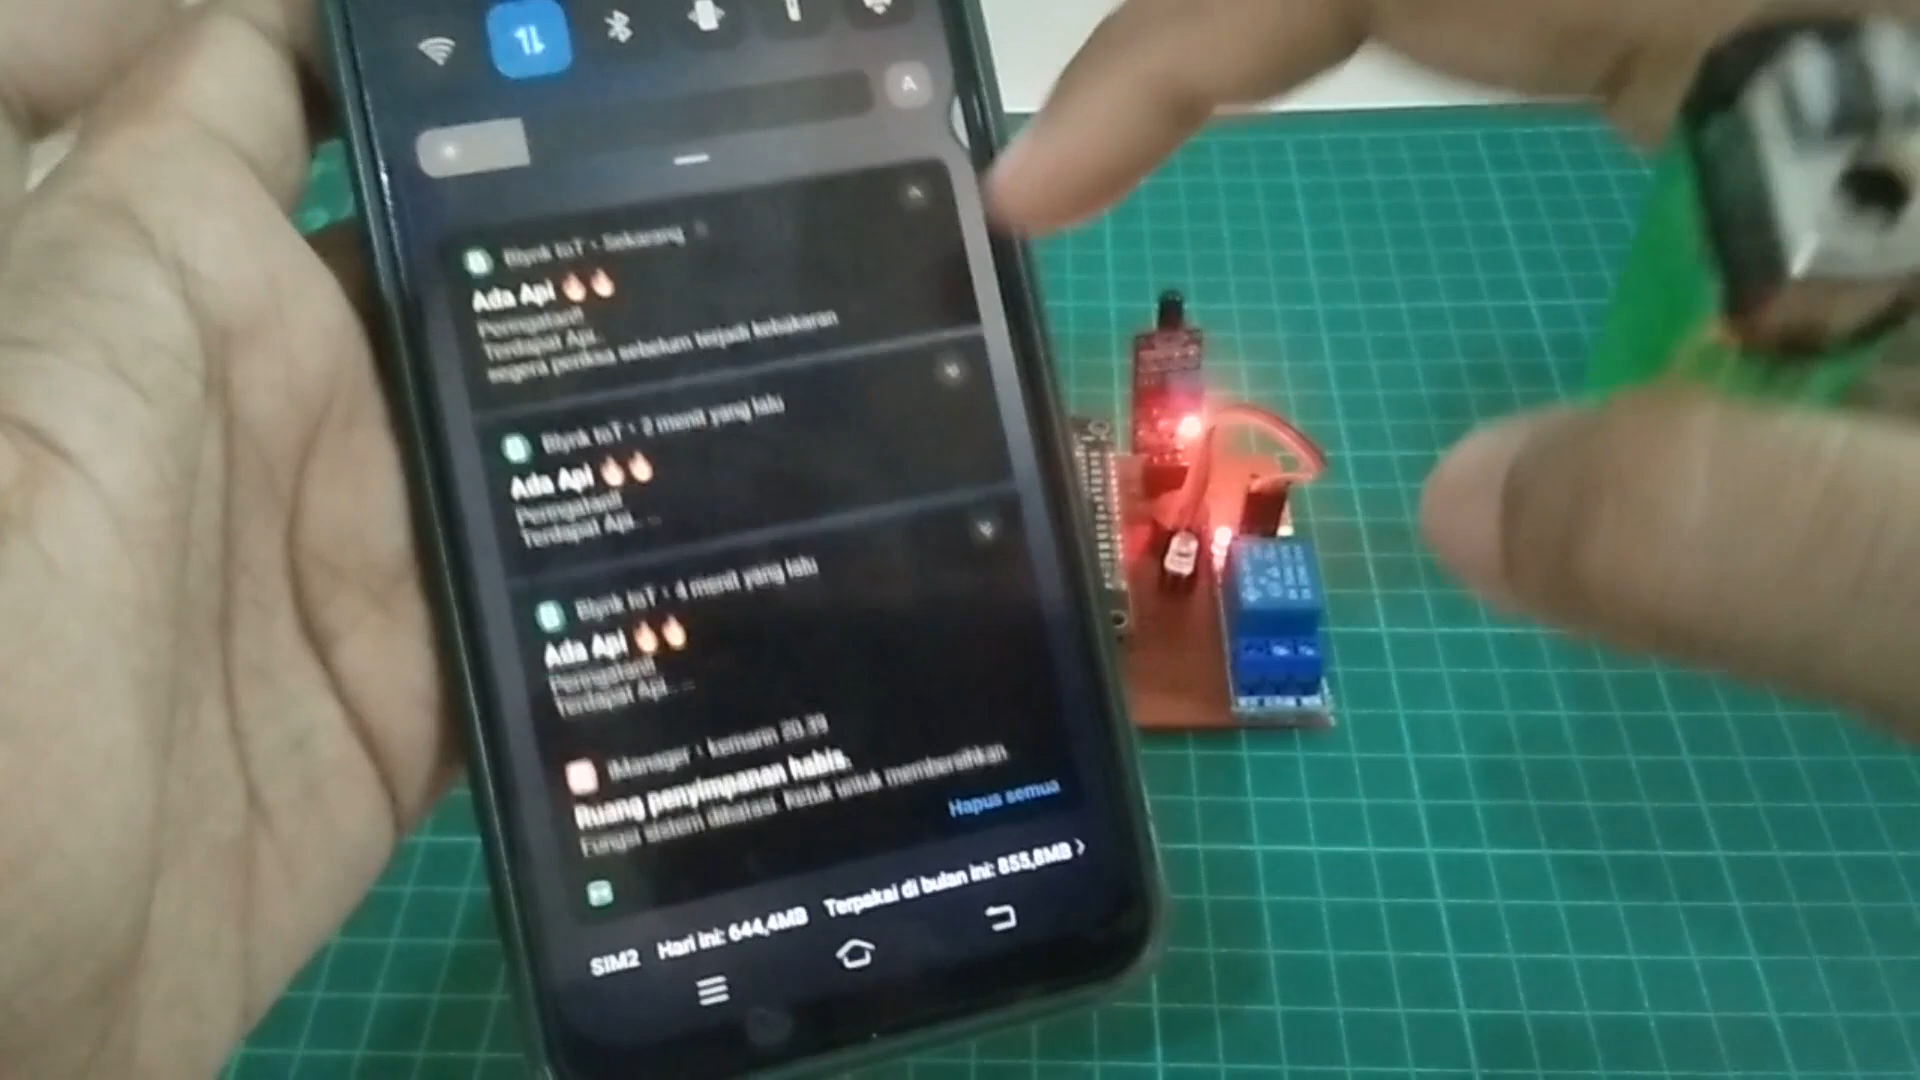 A
Blynk IoT • Sekarang
Ada Api 🔥🔥
Peringatan!!
Terdapat Api..
segera periksa sebelum terjadi kebakaran
Blynk IoT • 2 menit yang lalu
Ada Api 🔥🔥
Peringatan!!
Terdapat Api..
Blynk IoT • 4 menit yang lalu
Ada Api 🔥🔥
Peringatan!!
Terdapat Api..
iManager • kemarin 20.39
Ruang penyimpanan habis.
Fungsi sistem dibatasi. Ketuk untuk membersihkan
Hapus semua
SIM2 Hari ini: 644,4MB Terpakai di bulan ini: 855,8MB